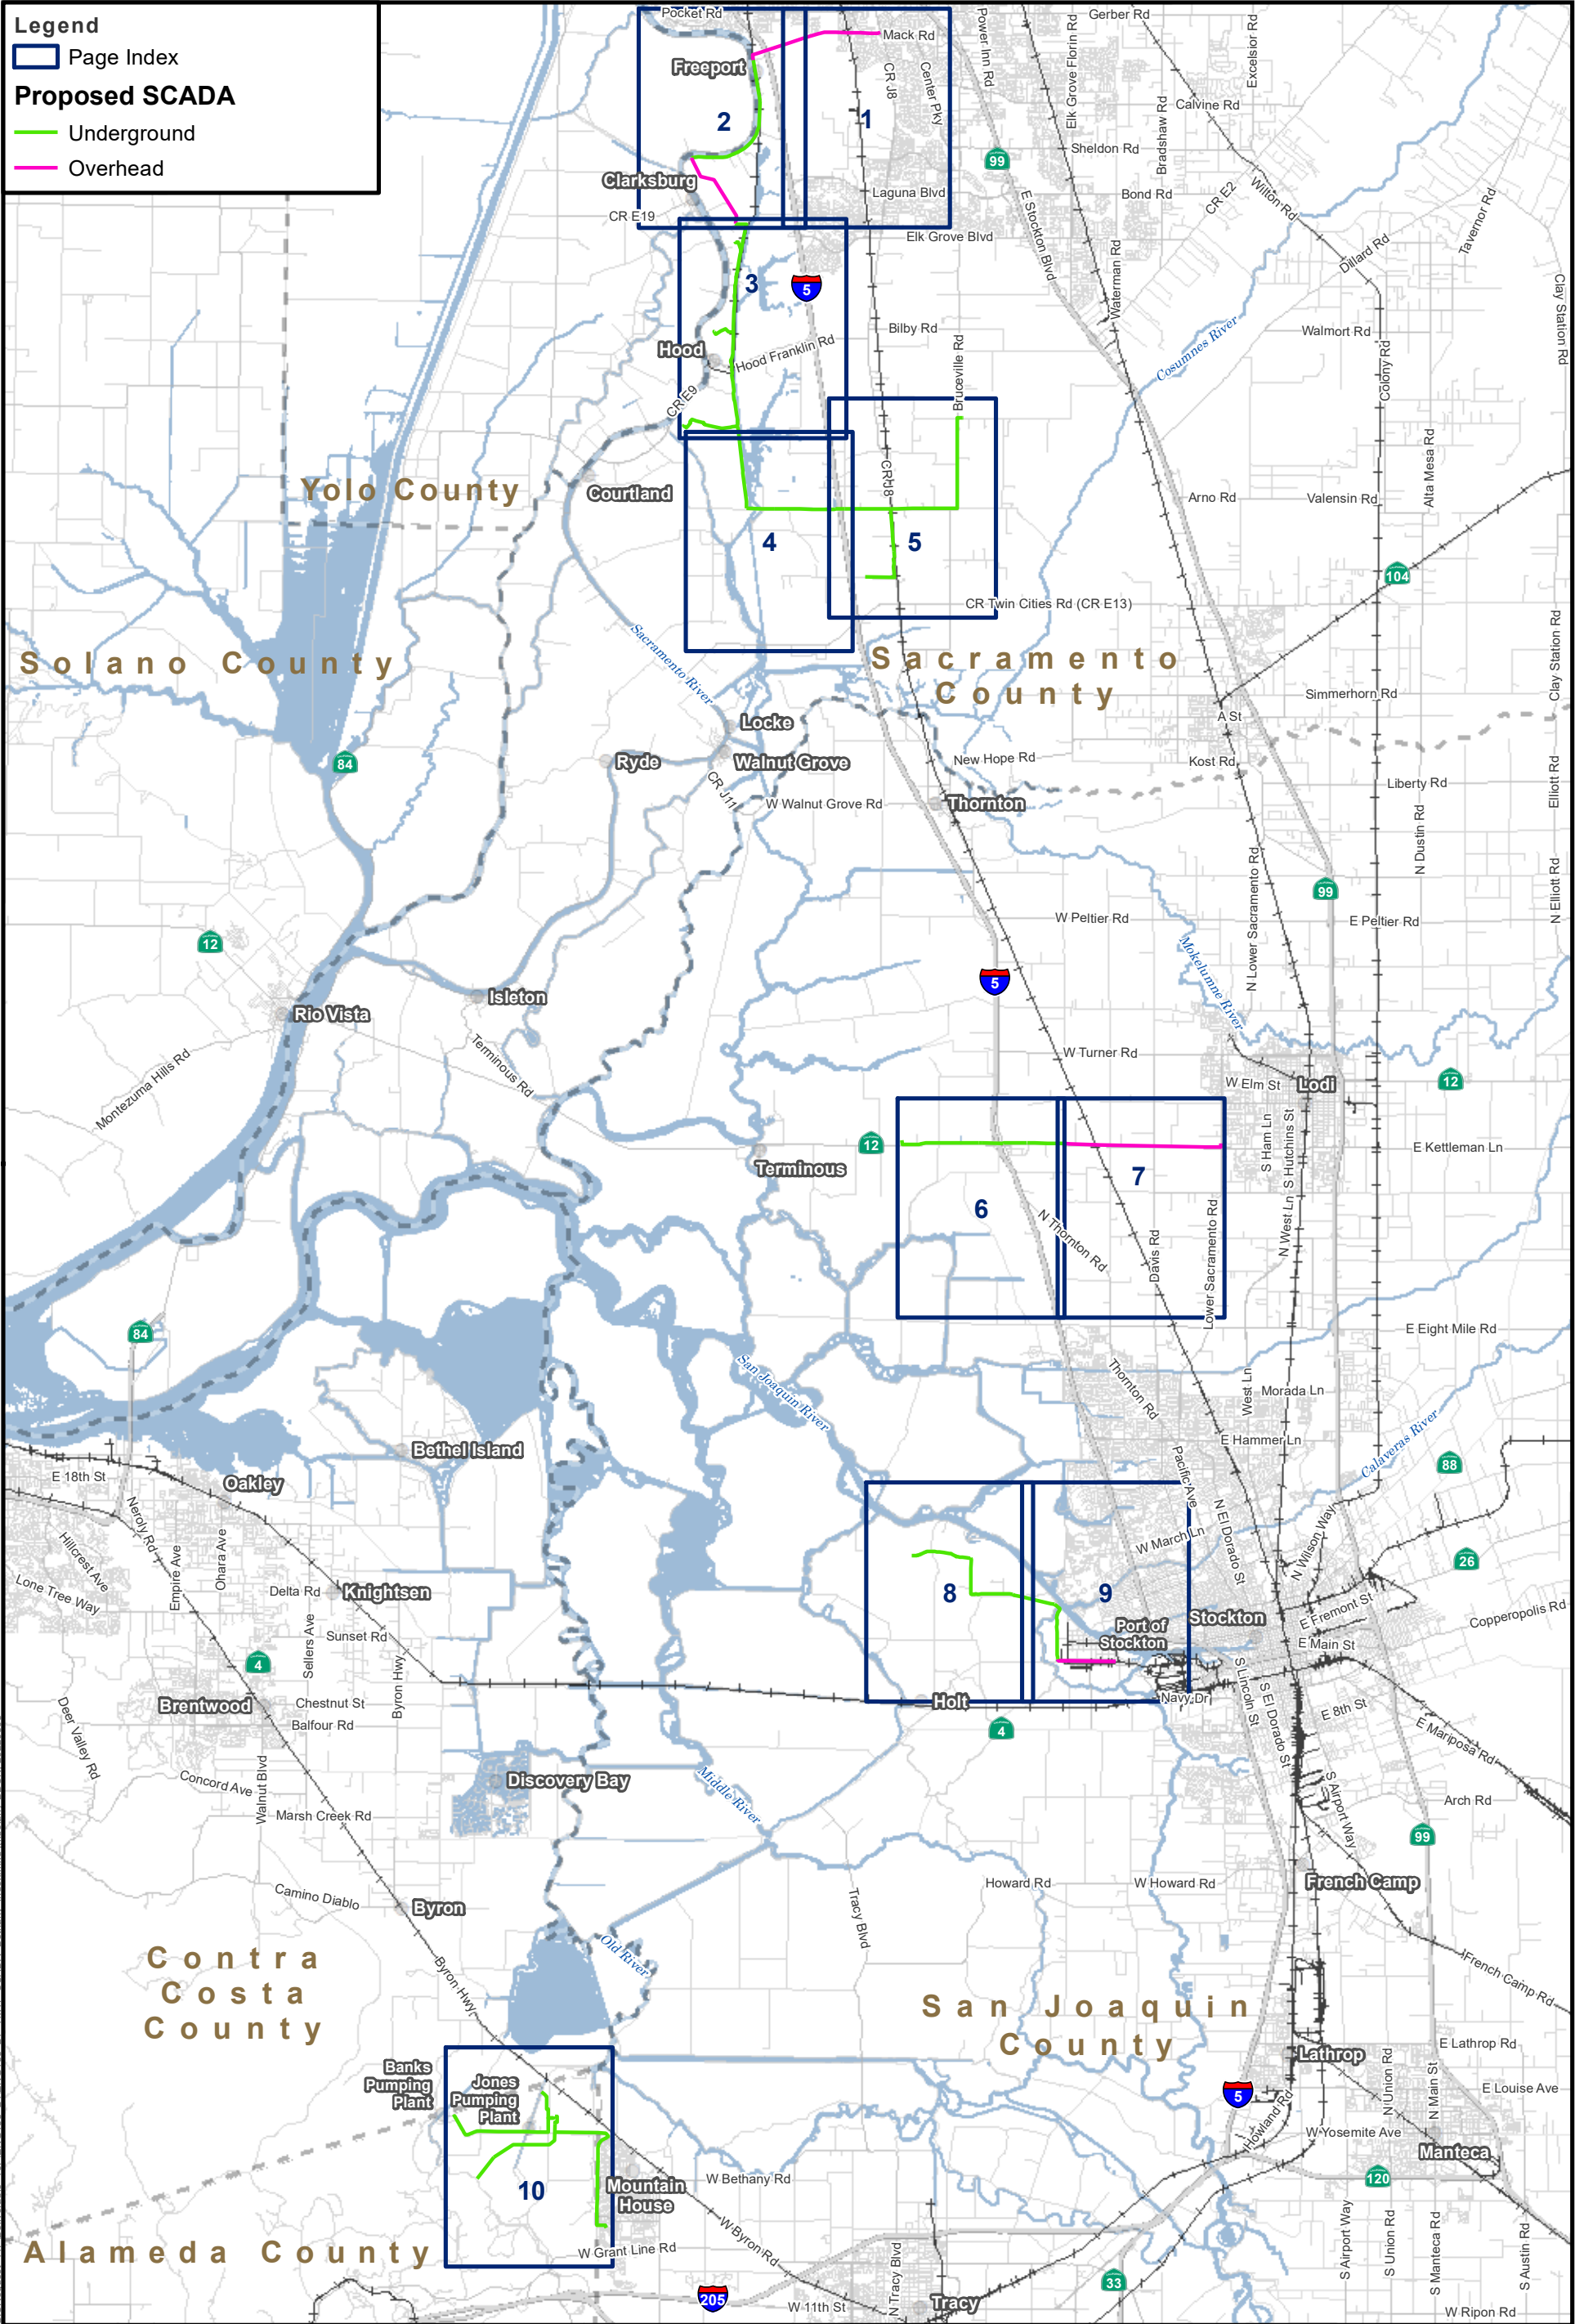 Legend
Page Index
Proposed SCADA
Underground
Overhead
Pocket Rd
Mack Rd
Freeport
CR J8
Center Pky
Power Inn Rd
Elk Grove Florin Rd
Gerber Rd
Excelsior Rd
Calvine Rd
Bradshaw Rd
Sheldon Rd
99
2
1
Clarksburg
CR E19
Laguna Blvd
Elk Grove Blvd
E Stockton Blvd
Bond Rd
CR E2
Wilton Rd
Tavernor Rd
Dillard Rd
Waterman Rd
3
5
Hood
Hood Franklin Rd
Bilby Rd
Bruceville Rd
Cosumnes River
Walmort Rd
Colony Rd
Clay Station Rd
CR E9
Yolo County
Courtland
CR J8
4
5
Arno Rd
Valensin Rd
Alta Mesa Rd
104
CR Twin Cities Rd (CR E13)
Sacramento River
Solano County
Sacramento
County
Simmerhorn Rd
Clay Station Rd
A St
Locke
Walnut Grove
Ryde
84
CR J11
New Hope Rd
Kost Rd
Liberty Rd
Elliott Rd
W Walnut Grove Rd
Thornton
N Dustin Rd
N Lower Sacramento Rd
99
W Peltier Rd
E Peltier Rd
N Elliott Rd
12
Mokelumne River
5
Isleton
Rio Vista
Terminous Rd
Montezuma Hills Rd
W Turner Rd
W Elm St
Lodi
12
12
Terminous
S Ham Ln
S Hutchins St
E Kettleman Ln
7
6
N Thornton Rd
Davis Rd
Lower Sacramento Rd
N West Ln
84
E Eight Mile Rd
San Joaquin River
Thornton Rd
West Ln
Morada Ln
E Hammer Ln
Calaveras River
88
Bethel Island
E 18th St
Oakley
Neroly Rd
Pacific Ave
N El Dorado St
N Wilson Way
W March Ln
26
Hillcrest Ave
Lone Tree Way
Empire Ave
Ohara Ave
Delta Rd
Knightsen
8
9
Port of
Stockton
Stockton
E Fremont St
Copperopolis Rd
E Main St
Sellers Ave
Sunset Rd
4
Byron Hwy
Brentwood
Chestnut St
Balfour Rd
Holt
4
Navy Dr
S Lincoln St
S El Dorado St
E 8th St
E Mariposa Rd
Deer Valley Rd
Concord Ave
Walnut Blvd
Discovery Bay
Marsh Creek Rd
Middle River
S Airport Way
Arch Rd
99
Camino Diablo
Byron
Tracy Blvd
Howard Rd
W Howard Rd
French Camp
French Camp Rd
Contra
Costa
County
Byron Hwy
Old River
San Joaquin
County
Lathrop
E Lathrop Rd
Banks
Pumping
Plant
Jones
Pumping
Plant
5
Howland Rd
N Union Rd
N Main St
E Louise Ave
W Yosemite Ave
Manteca
120
10
Mountain
House
W Bethany Rd
W Byron Rd
Alameda County
W Grant Line Rd
205
W 11th St
N Tracy Blvd
Tracy
33
S Airport Way
S Union Rd
S Manteca Rd
S Austin Rd
W Ripon Rd